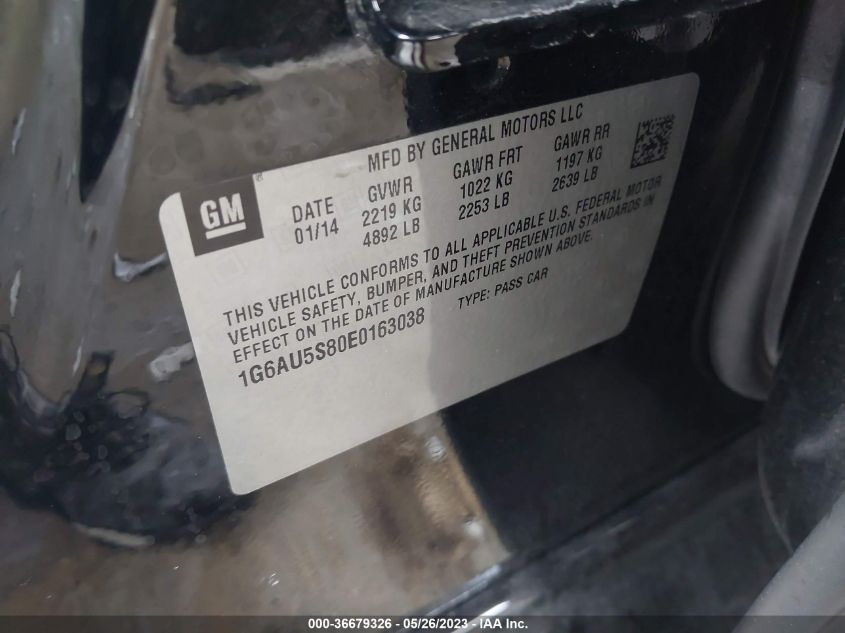 MFD BY GENERAL MOTORS LLC
GM
DATE GVWR GAWR FRT GAWR RR
01/14 2219 KG 1022 KG 1197 KG
4892 LB 2253 LB 2639 LB
THIS VEHICLE CONFORMS TO ALL APPLICABLE U.S. FEDERAL MOTOR
VEHICLE SAFETY, BUMPER, AND THEFT PREVENTION STANDARDS IN
EFFECT ON THE DATE OF MANUFACTURE SHOWN ABOVE.
1G6AU5S80E0163038 TYPE: PASS CAR
000-36679326 - 05/26/2023 - IAA Inc.